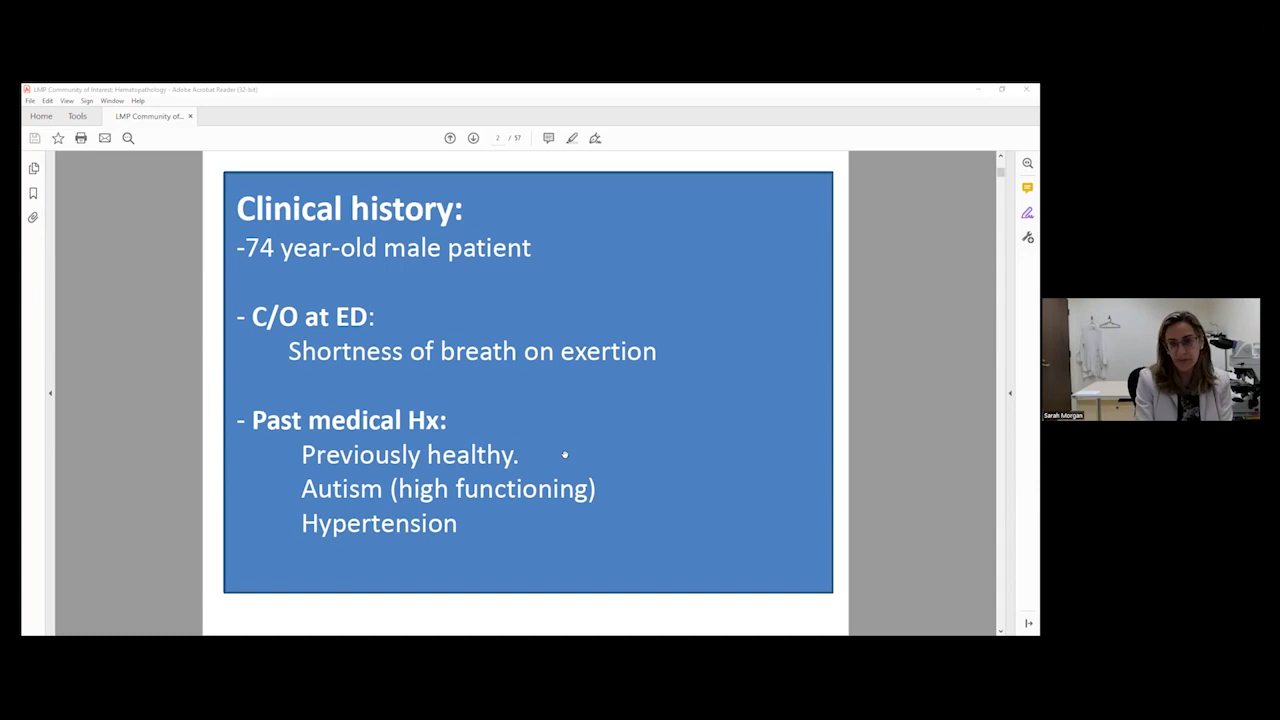 LMP Community of Interest: Hematopathology - Adobe Acrobat Reader (32-bit)
File Edit View Sign Window Help
Home Tools LMP Community of... ×
2 / 57
Clinical history:
-74 year-old male patient
- C/O at ED:
Shortness of breath on exertion
- Past medical Hx:
Previously healthy.
Autism (high functioning)
Hypertension
Sarah Morgan